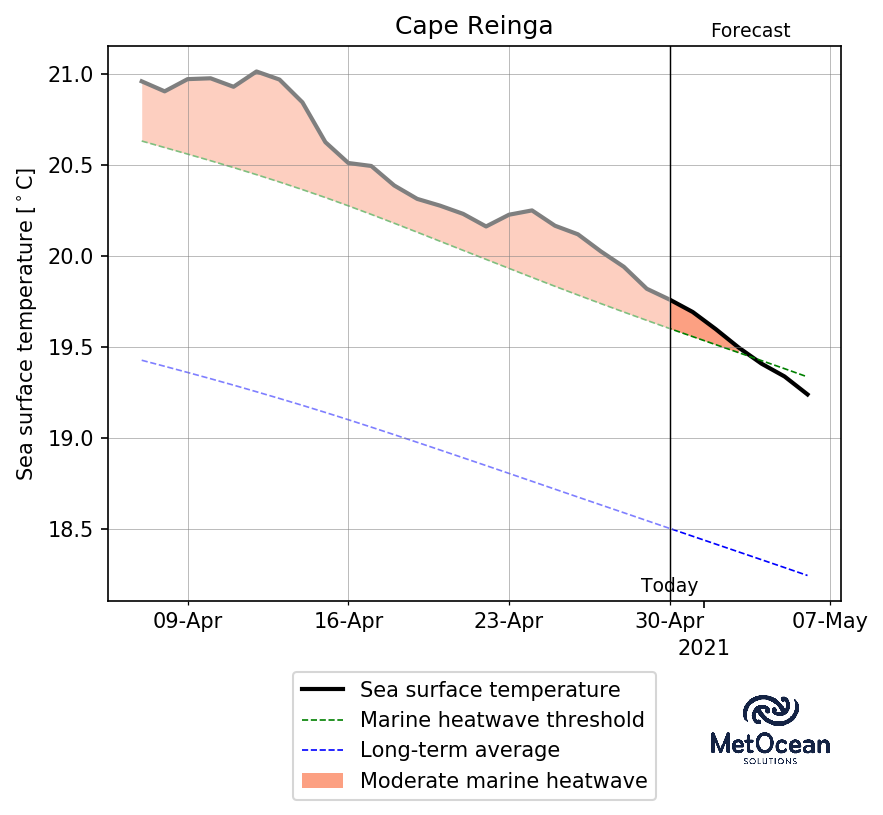 Cape Reinga
Forecast
Sea surface temperature [°C]
21.0
20.5
20.0
19.5
19.0
18.5
Today
09-Apr 16-Apr 23-Apr 30-Apr 07-May
2021
Sea surface temperature
Marine heatwave threshold
Long-term average
Moderate marine heatwave
MetOcean
SOLUTIONS